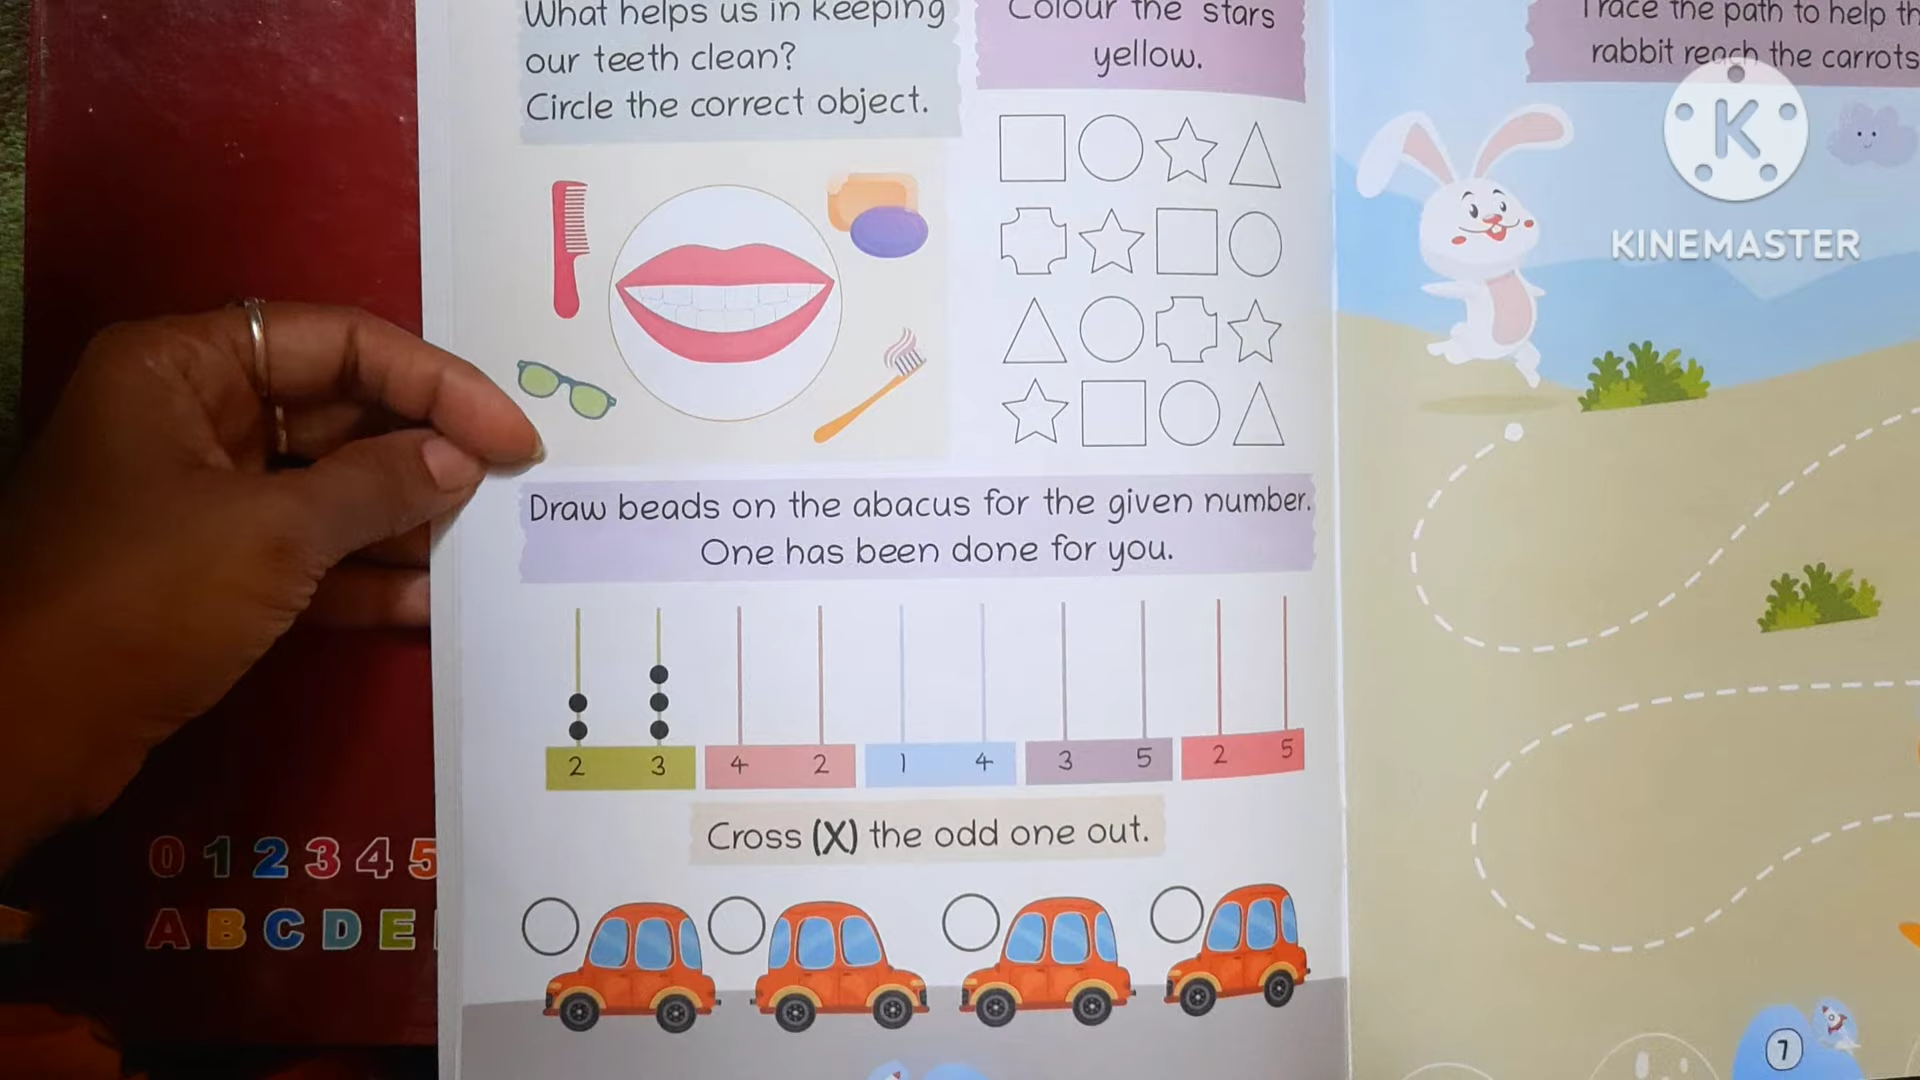 What helps us in keeping
our teeth clean?
Circle the correct object.
Colour the stars
yellow.
Draw beads on the abacus for the given number.
One has been done for you.
2 3 4 2 1 4 3 5 2 5
Cross (X) the odd one out.
Trace the path to help
rabbit reach the carrots
KINEMASTER
7
0 1 2 3 4 5
A B C D E